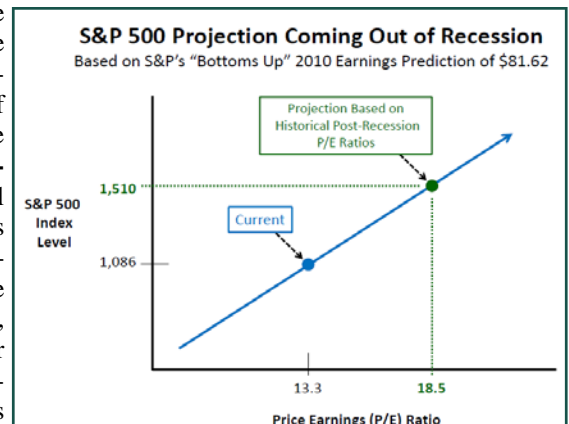 S&P 500 Projection Coming Out of Recession
Based on S&P's “Bottoms Up” 2010 Earnings Prediction of $81.62
Projection Based on
Historical Post-Recession
P/E Ratios
1,510
S&P 500
Index
Level
Current
1,086
13.3
18.5
Price Earnings (P/E) Ratio